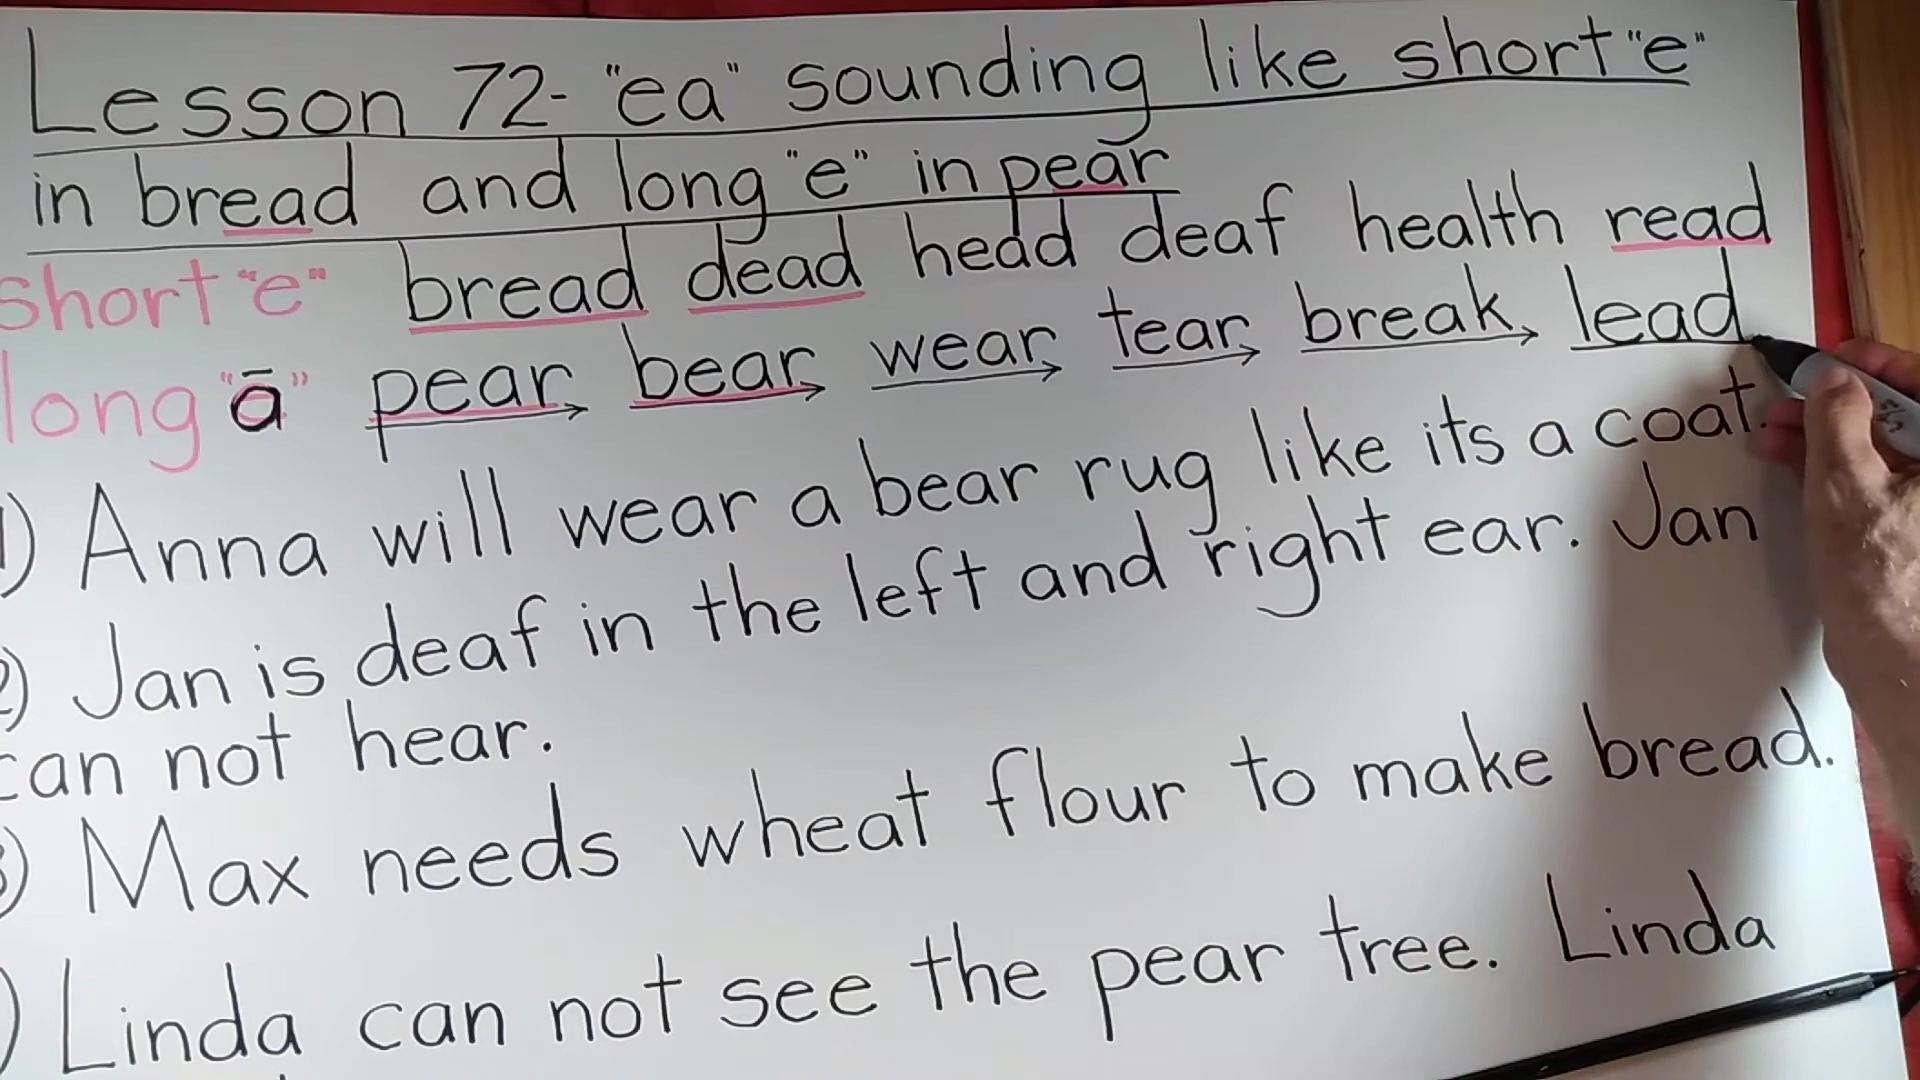 Lesson 72- "ea" sounding like short "e"
in bread and long "e" in pear
short "e" bread dead head deaf health read
long "ā" pear bear wear tear break lead
1) Anna will wear a bear rug like its a coat.
2) Jan is deaf in the left and right ear. Jan
can not hear.
3) Max needs wheat flour to make bread.
) Linda can not see the pear tree. Linda